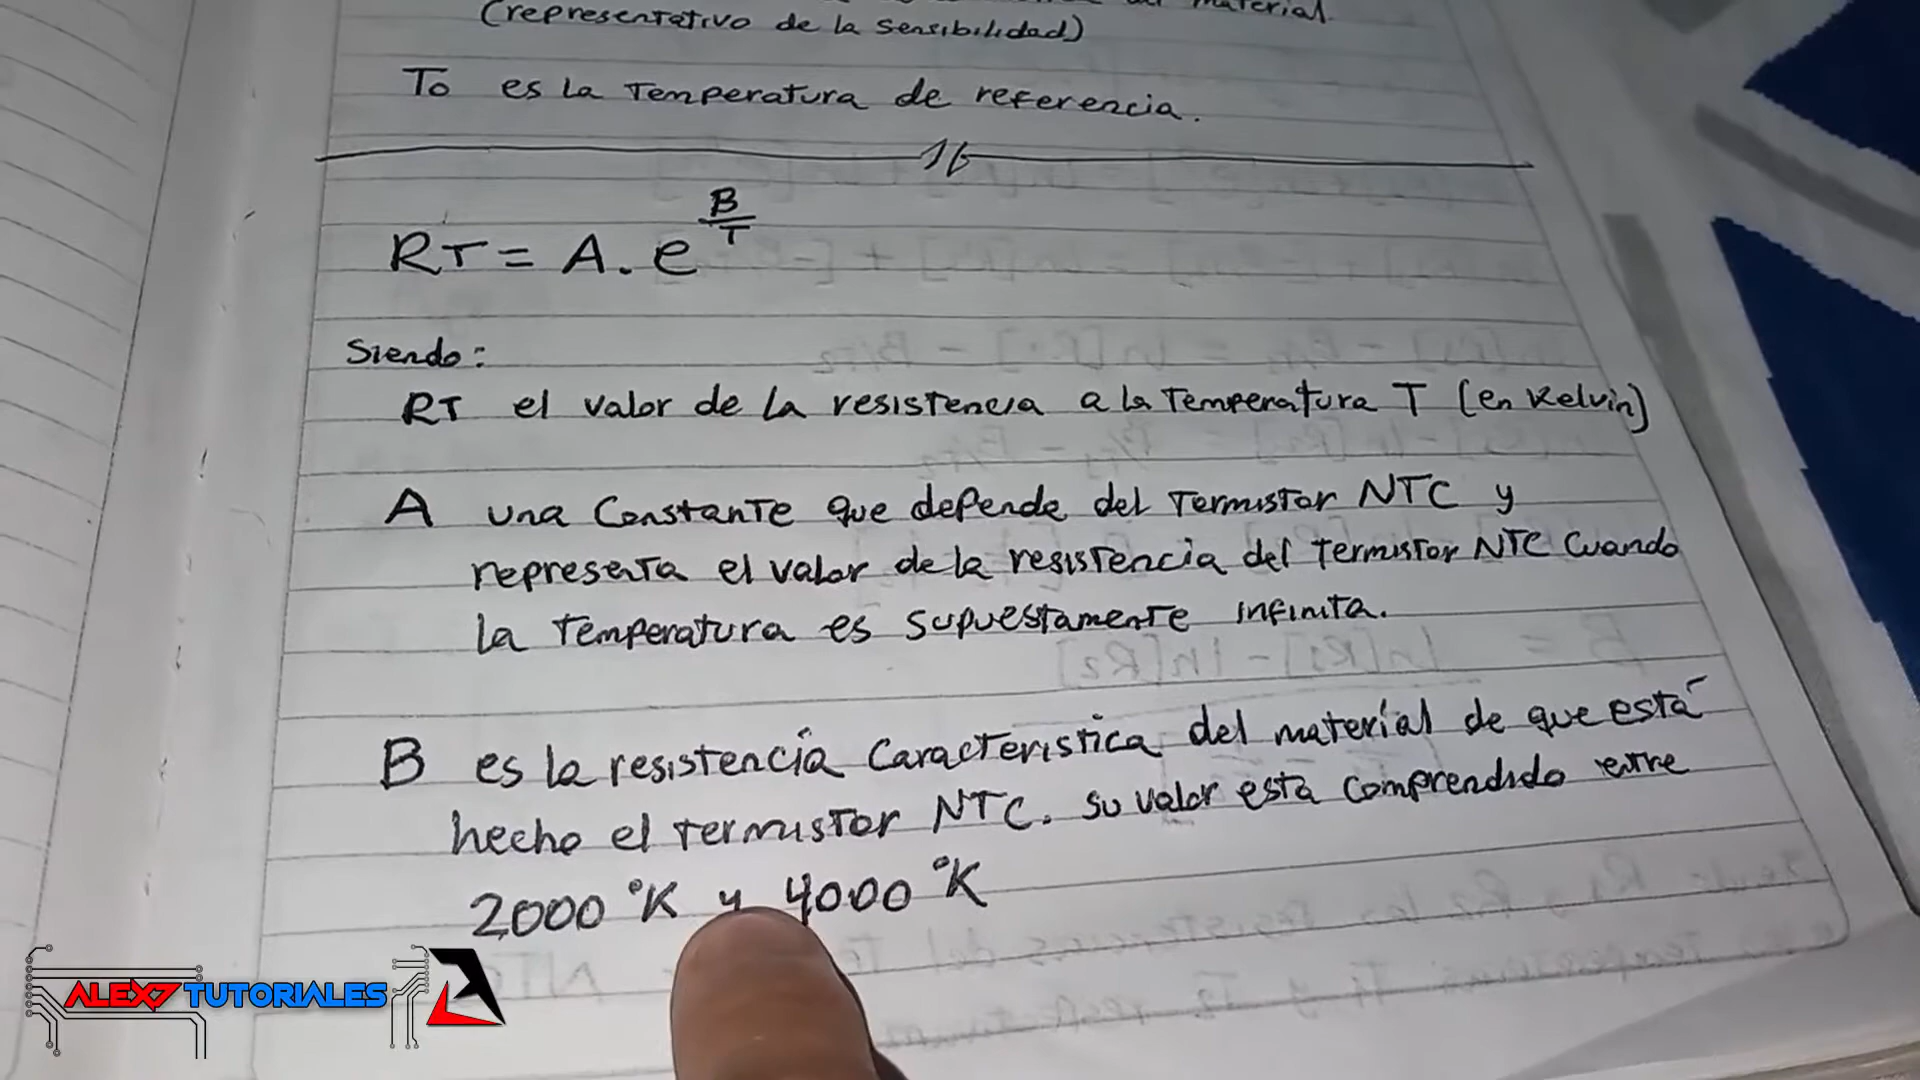 material
(representativo de la sensibilidad)
To es la temperatura de referencia.
RT = A. e^(B/T)
Siendo:
RT el valor de la resistencia a la temperatura T (en Kelvin)
A una constante que depende del termistor NTC y
representa el valor de la resistencia del termistor NTC cuando
la temperatura es supuestamente infinita.
B es la resistencia caracteristica del material de que está
hecho el termistor NTC. su valor esta comprendido entre
2000 °K y 4000 °K
ALEX7 TUTORIALES